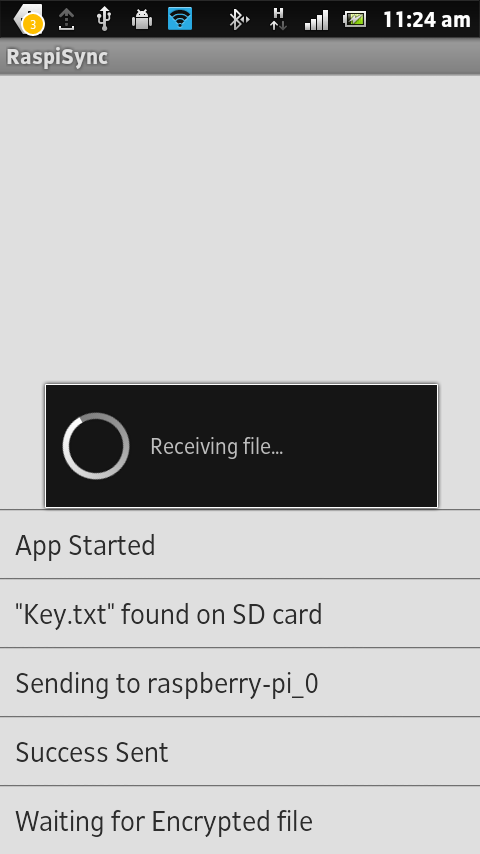 3
H
11:24 am
RaspiSync
Receiving file...
App Started
"Key.txt" found on SD card
Sending to raspberry-pi_0
Success Sent
Waiting for Encrypted file